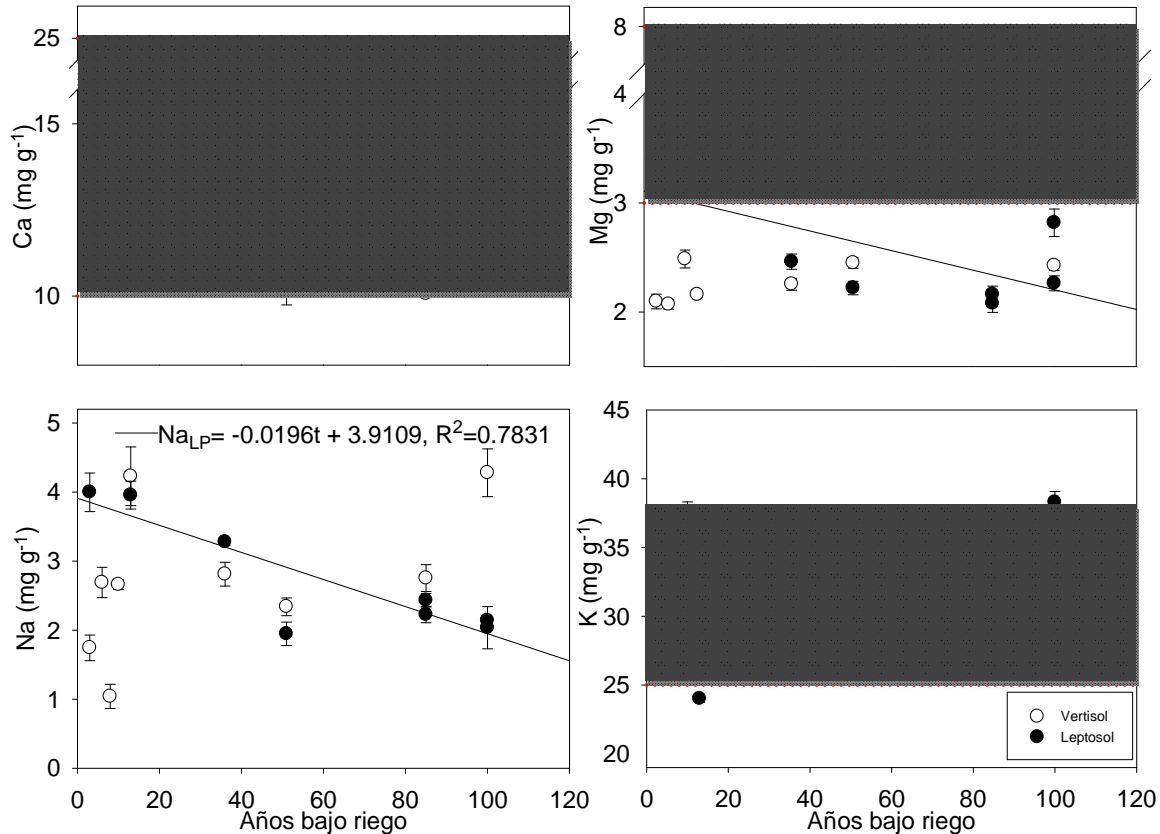 25
15
10
Ca (mg g-1)
8
4
3
2
Mg (mg g-1)
NaLP= -0.0196t + 3.9109, R2=0.7831
5
4
3
2
1
0
Na (mg g-1)
0 20 40 60 80 100 120
Años bajo riego
45
40
35
30
25
20
K (mg g-1)
Vertisol
Leptosol
0 20 40 60 80 100 120
Años bajo riego